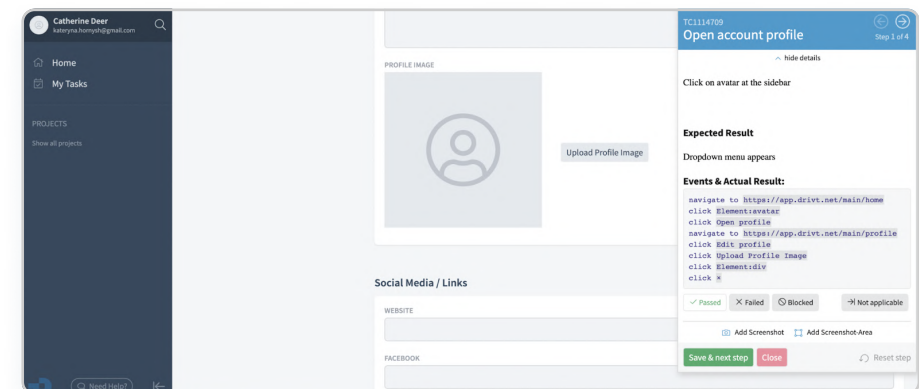 Catherine Deer
kateryna.hornysh@gmail.com
Home
My Tasks
PROJECTS
Show all projects
Need Help?
PROFILE IMAGE
Upload Profile Image
Social Media / Links
WEBSITE
FACEBOOK
TC1114709
Open account profile
Step 1 of 4
hide details
Click on avatar at the sidebar
Expected Result
Dropdown menu appears
Events & Actual Result:
navigate to https://app.drivt.net/main/home
click Element:avatar
click Open profile
navigate to https://app.drivt.net/main/profile
click Edit profile
click Upload Profile Image
click Element:div
click *
Passed Failed Blocked Not applicable
Add Screenshot Add Screenshot-Area
Save & next step Close Reset step